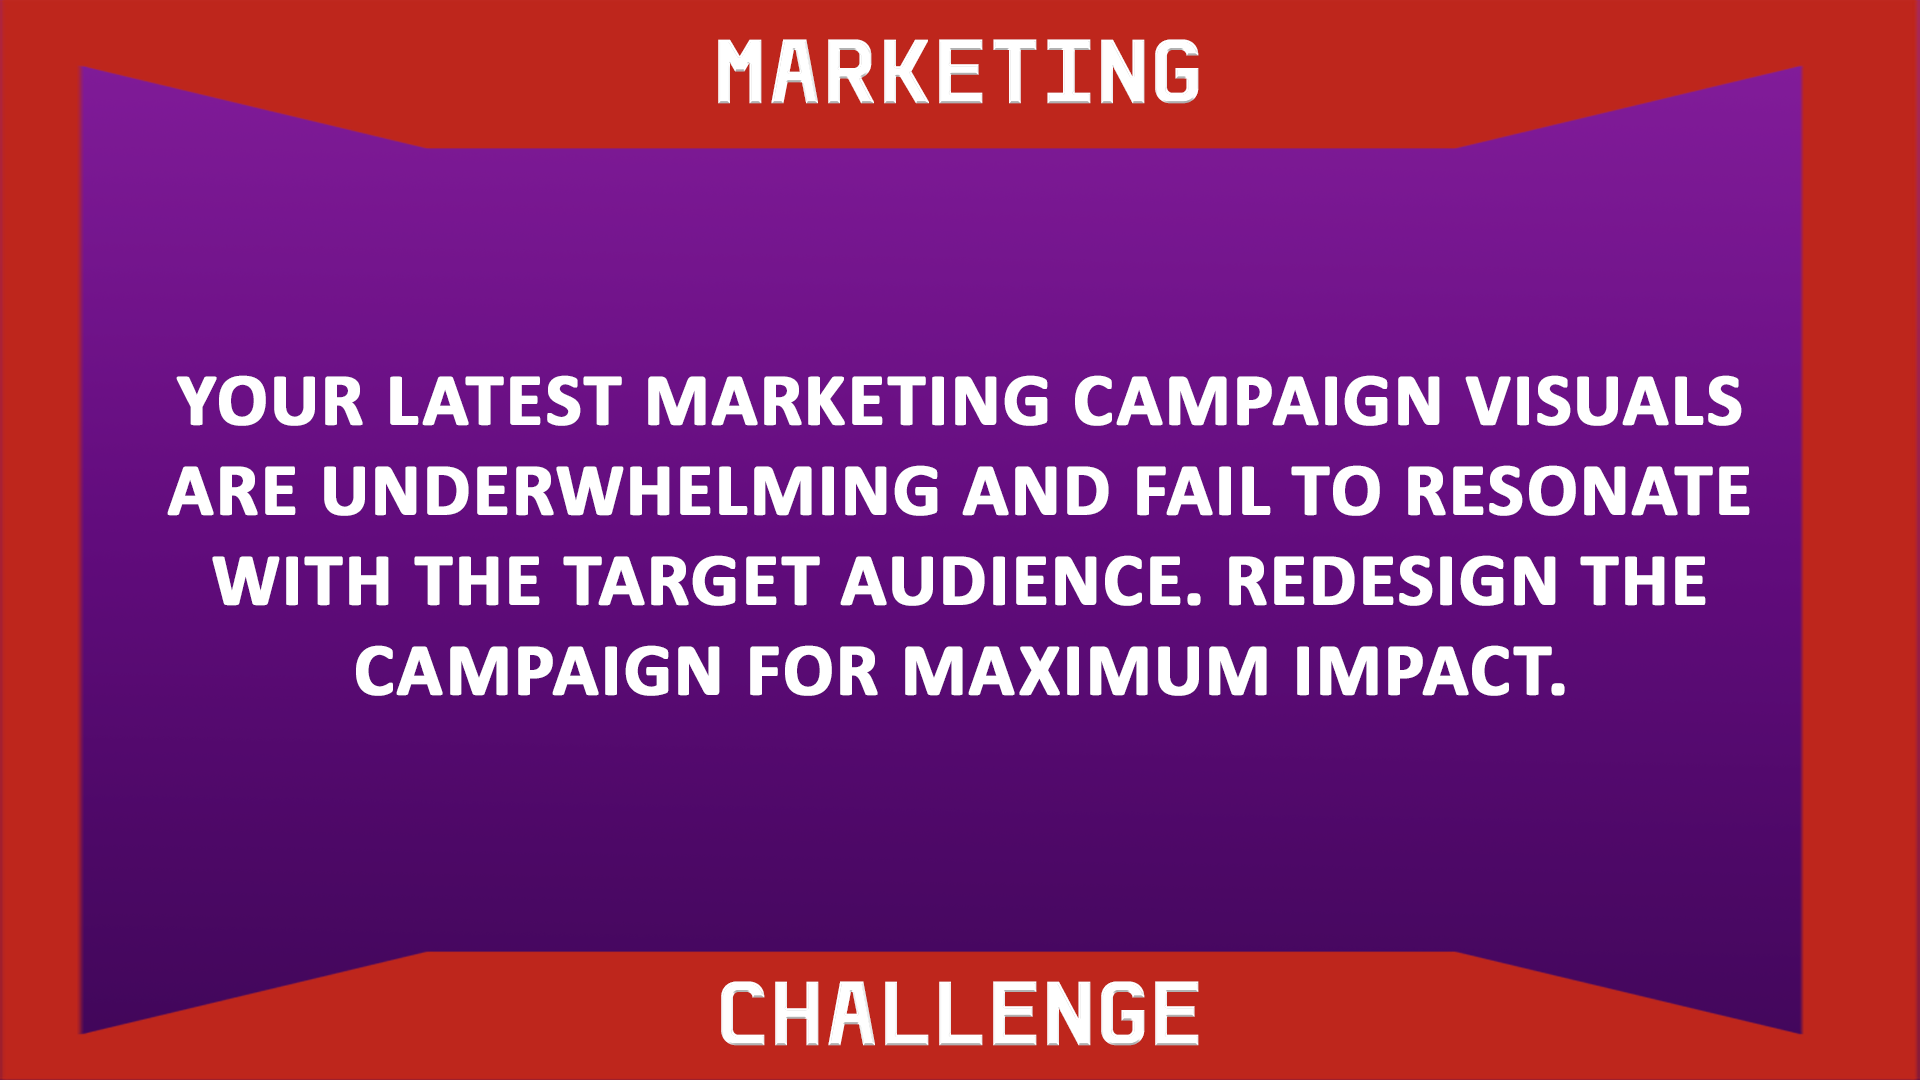 MARKETING
YOUR LATEST MARKETING CAMPAIGN VISUALS
ARE UNDERWHELMING AND FAIL TO RESONATE
WITH THE TARGET AUDIENCE. REDESIGN THE
CAMPAIGN FOR MAXIMUM IMPACT.
CHALLENGE